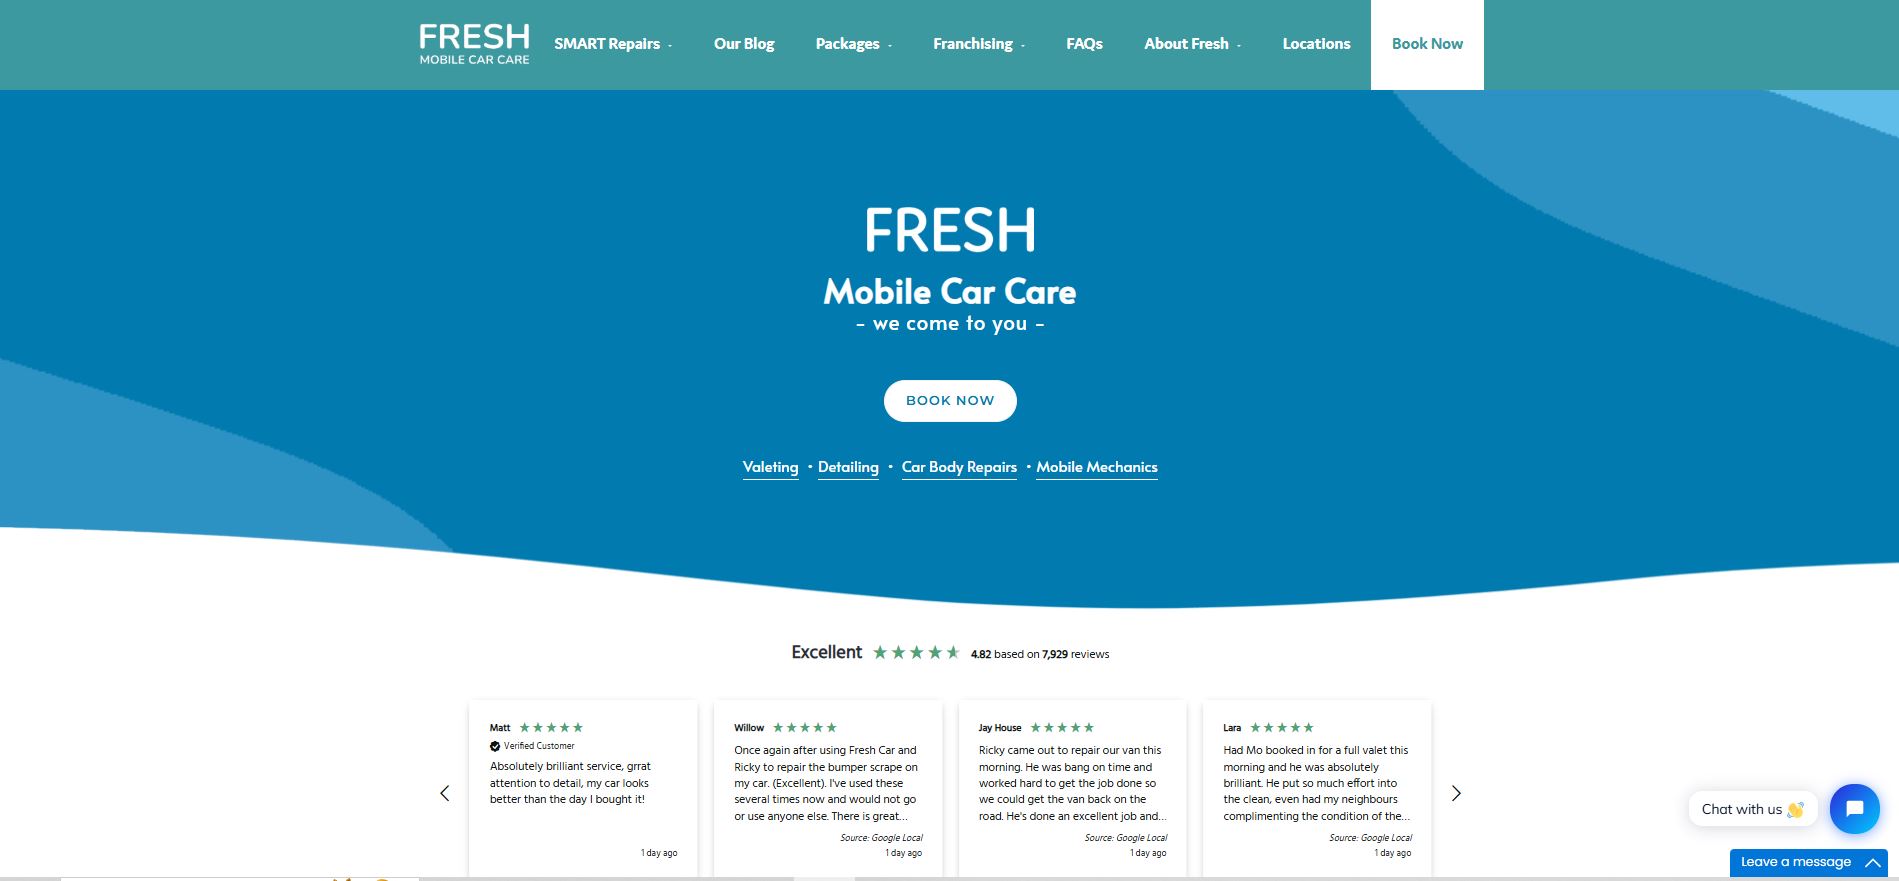 FRESH
MOBILE CAR CARE
SMART Repairs
Our Blog
Packages
Franchising
FAQs
About Fresh
Locations
Book Now
FRESH
Mobile Car Care
- we come to you -
BOOK NOW
Valeting • Detailing • Car Body Repairs • Mobile Mechanics
Excellent 4.82 based on 7,929 reviews
Matt
Verified Customer
Absolutely brilliant service, grrat
attention to detail, my car looks
better than the day I bought it!
1 day ago
Willow
Once again after using Fresh Car and
Ricky to repair the bumper scrape on
my car. (Excellent). I've used these
several times now and would not go
or use anyone else. There is great...
Source: Google Local
1 day ago
Jay House
Ricky came out to repair our van this
morning. He was bang on time and
worked hard to get the job done so
we could get the van back on the
road. He's done an excellent job and...
Source: Google Local
1 day ago
Lara
Had Mo booked in for a full valet this
morning and he was absolutely
brilliant. He put so much effort into
the clean, even had my neighbours
complimenting the condition of the...
Source: Google Local
1 day ago
Chat with us 👋
Leave a message